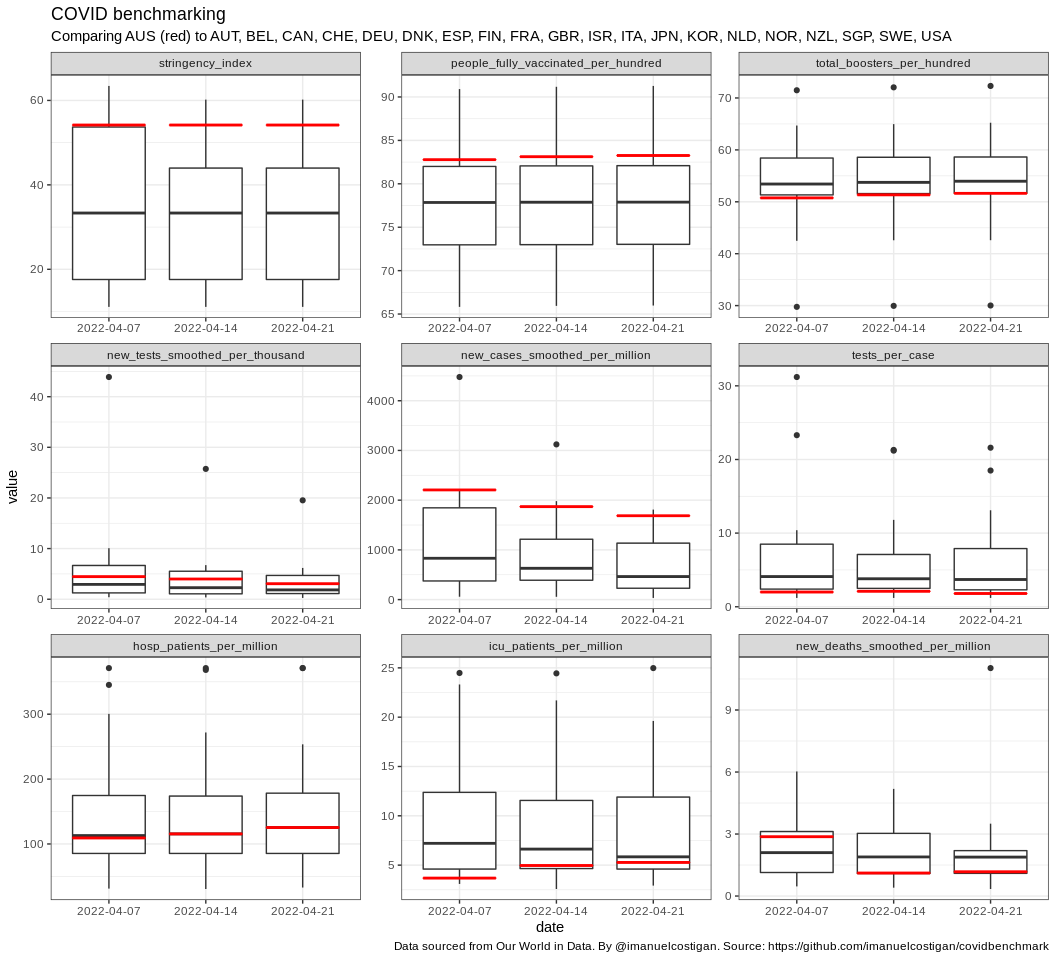 COVID benchmarking
Comparing AUS (red) to AUT, BEL, CAN, CHE, DEU, DNK, ESP, FIN, FRA, GBR, ISR, ITA, JPN, KOR, NLD, NOR, NZL, SGP, SWE, USA
stringency_index
60
40
20
2022-04-07 2022-04-14 2022-04-21
people_fully_vaccinated_per_hundred
90
85
80
75
70
65
2022-04-07 2022-04-14 2022-04-21
total_boosters_per_hundred
70
60
50
40
30
2022-04-07 2022-04-14 2022-04-21
value
new_tests_smoothed_per_thousand
40
30
20
10
0
2022-04-07 2022-04-14 2022-04-21
new_cases_smoothed_per_million
4000
3000
2000
1000
0
2022-04-07 2022-04-14 2022-04-21
tests_per_case
30
20
10
0
2022-04-07 2022-04-14 2022-04-21
hosp_patients_per_million
300
200
100
2022-04-07 2022-04-14 2022-04-21
icu_patients_per_million
25
20
15
10
5
2022-04-07 2022-04-14 2022-04-21
new_deaths_smoothed_per_million
9
6
3
0
2022-04-07 2022-04-14 2022-04-21
date
Data sourced from Our World in Data. By @imanuelcostigan. Source: https://github.com/imanuelcostigan/covidbenchmark